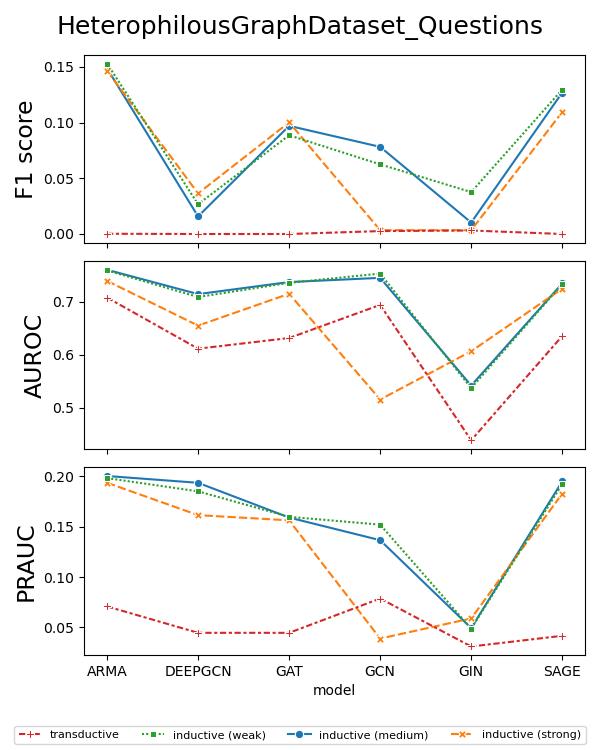 HeterophilousGraphDataset_Questions
F1 score
0.15
0.10
0.05
0.00
AUROC
0.7
0.6
0.5
PRAUC
0.20
0.15
0.10
0.05
ARMA DEEPGCN GAT GCN GIN SAGE
model
transductive inductive (weak) inductive (medium) inductive (strong)